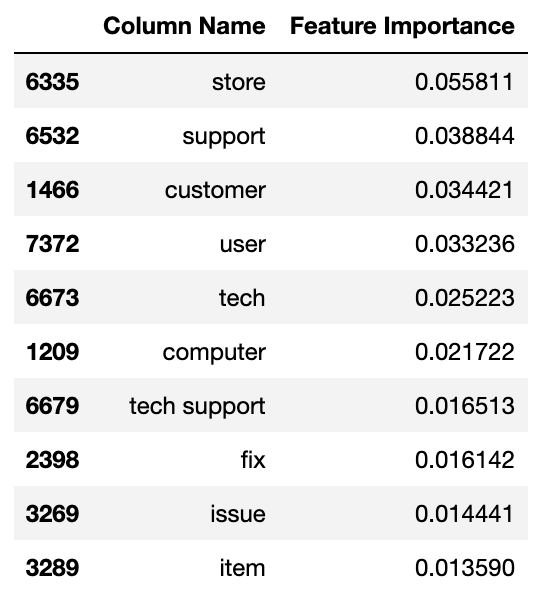 Column Name Feature Importance
6335 store 0.055811
6532 support 0.038844
1466 customer 0.034421
7372 user 0.033236
6673 tech 0.025223
1209 computer 0.021722
6679 tech support 0.016513
2398 fix 0.016142
3269 issue 0.014441
3289 item 0.013590